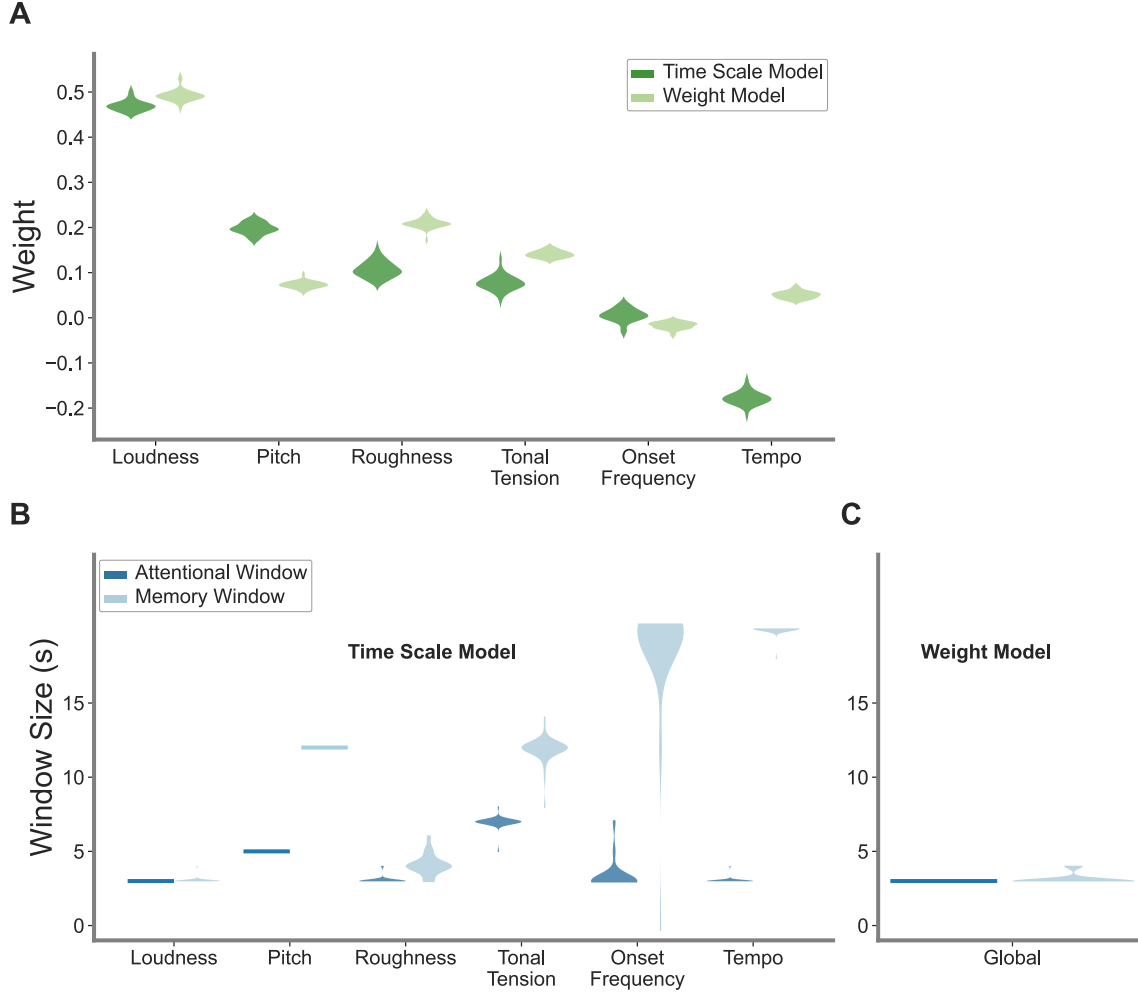 A
Time Scale Model
Weight Model
Weight
0.5
0.4
0.3
0.2
0.1
0.0
−0.1
−0.2
Loudness
Pitch
Roughness
Tonal
Tension
Onset
Frequency
Tempo
B
Attentional Window
Memory Window
Time Scale Model
Window Size (s)
15
10
5
0
Loudness
Pitch
Roughness
Tonal
Tension
Onset
Frequency
Tempo
C
Weight Model
15
10
5
0
Global